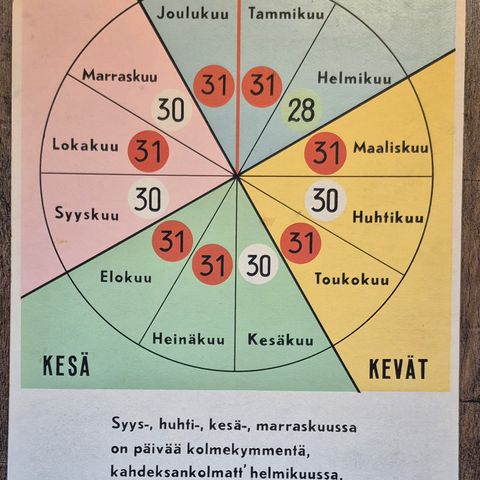 Joulukuu
Tammikuu
Marraskuu
Helmikuu
31
31
30
28
Lokakuu
31
31
Maaliskuu
Syyskuu
30
30
Huhtikuu
31
31
31
30
Elokuu
Toukokuu
Heinäkuu
Kesäkuu
KESÄ
KEVÄT
Syys-, huhti-, kesä-, marraskuussa
on päivää kolmekymmentä,
kahdeksankolmatt' helmikuussa,